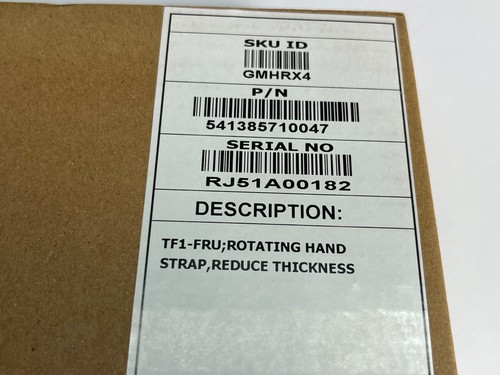 SKU ID
GMHRX4
P/N
541385710047
SERIAL NO
RJ51A00182
DESCRIPTION:
TF1-FRU;ROTATING HAND
STRAP,REDUCE THICKNESS